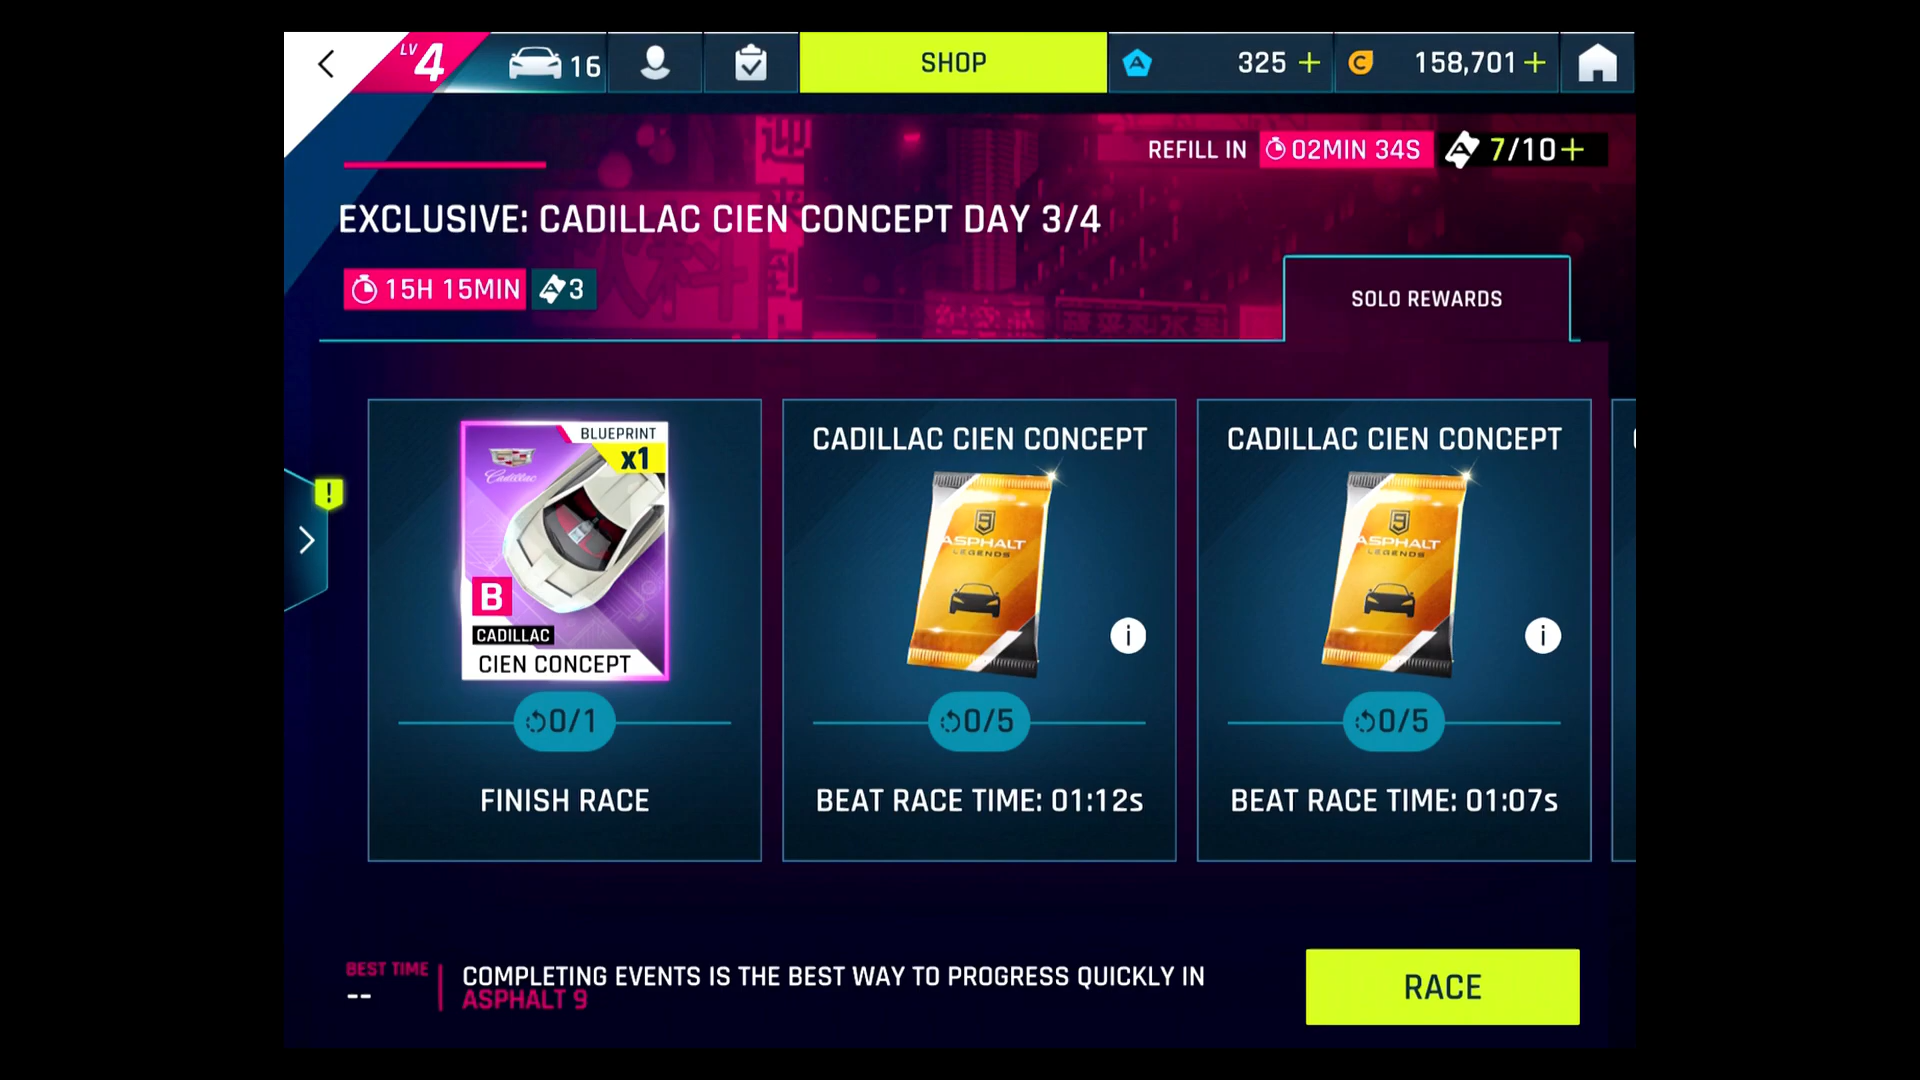 LV 4
16
SHOP
325 +
158,701 +
REFILL IN 02MIN 34S 7/10 +
EXCLUSIVE: CADILLAC CIEN CONCEPT DAY 3/4
15H 15MIN 3
SOLO REWARDS
BLUEPRINT
x1
Cadillac
B
CADILLAC
CIEN CONCEPT
0/1
FINISH RACE
CADILLAC CIEN CONCEPT
9
ASPHALT
LEGENDS
i
0/5
BEAT RACE TIME: 01:12s
CADILLAC CIEN CONCEPT
9
ASPHALT
LEGENDS
i
0/5
BEAT RACE TIME: 01:07s
!
BEST TIME
--
COMPLETING EVENTS IS THE BEST WAY TO PROGRESS QUICKLY IN
ASPHALT 9
RACE